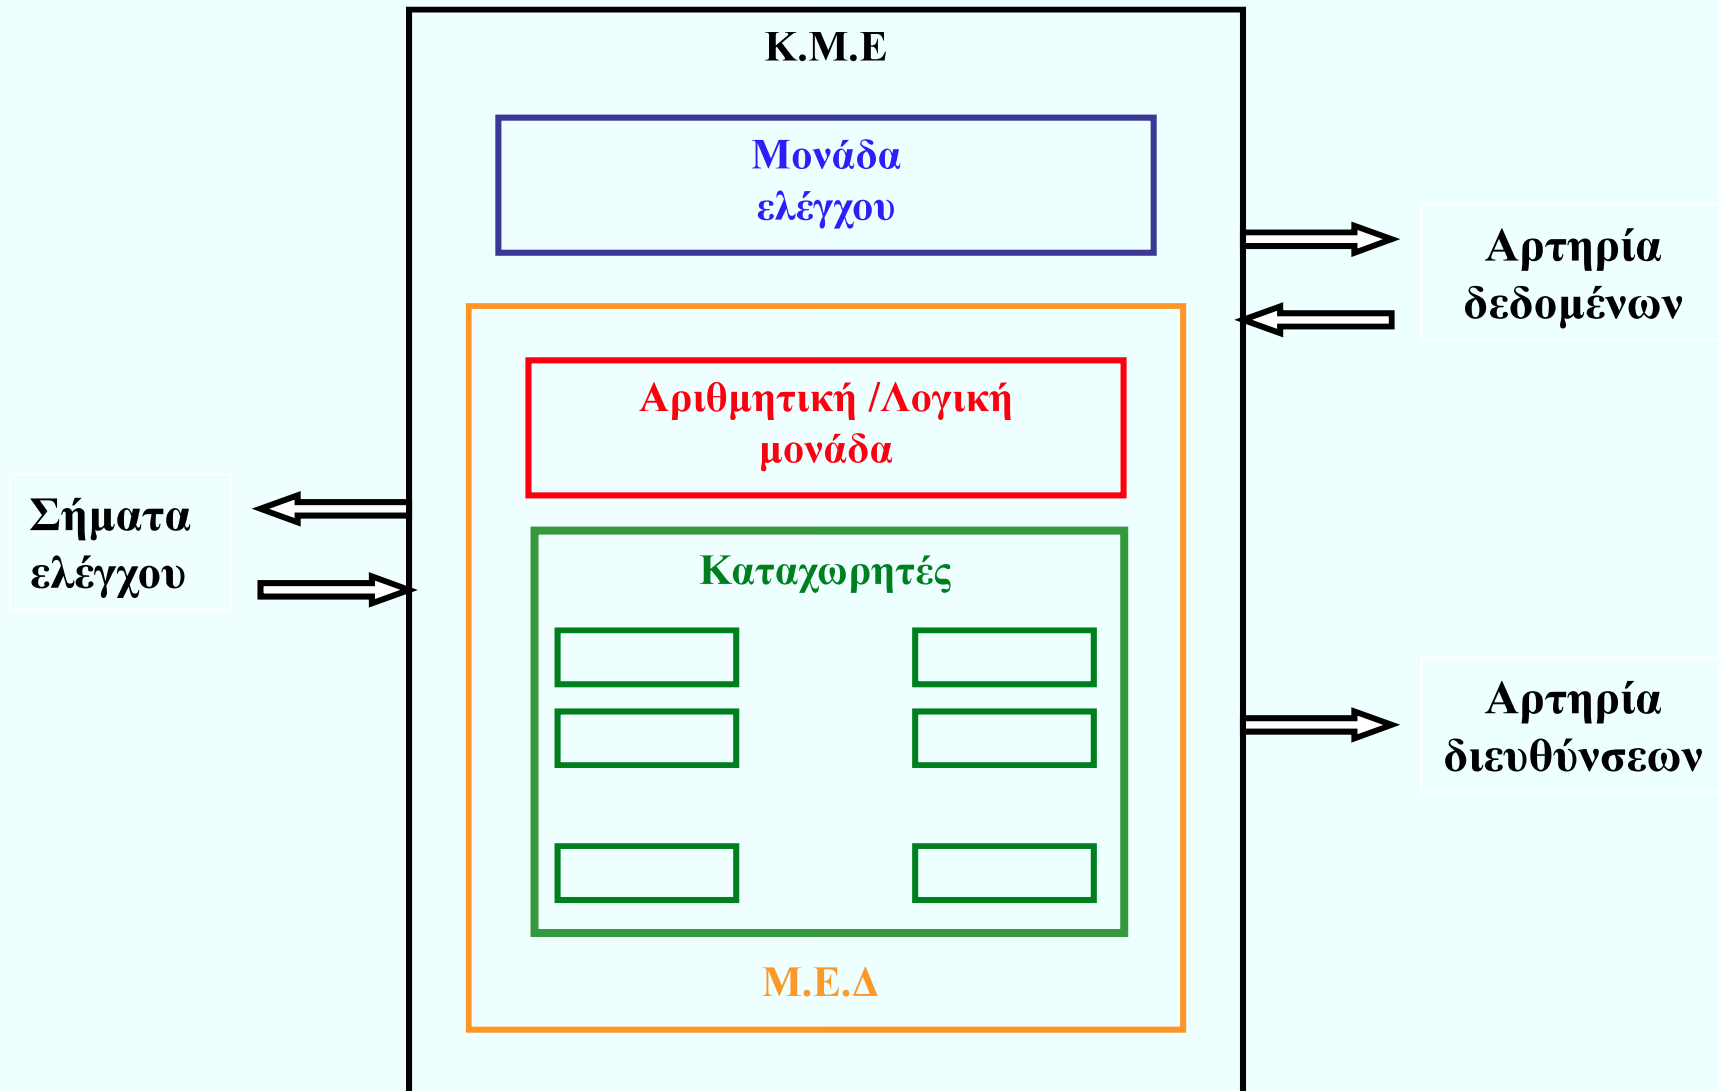 Κ.Μ.Ε
Μονάδα
ελέγχου
Αρτηρία
δεδομένων
Αριθμητική /Λογική
μονάδα
Σήματα
ελέγχου
Καταχωρητές
Αρτηρία
διευθύνσεων
Μ.Ε.Δ